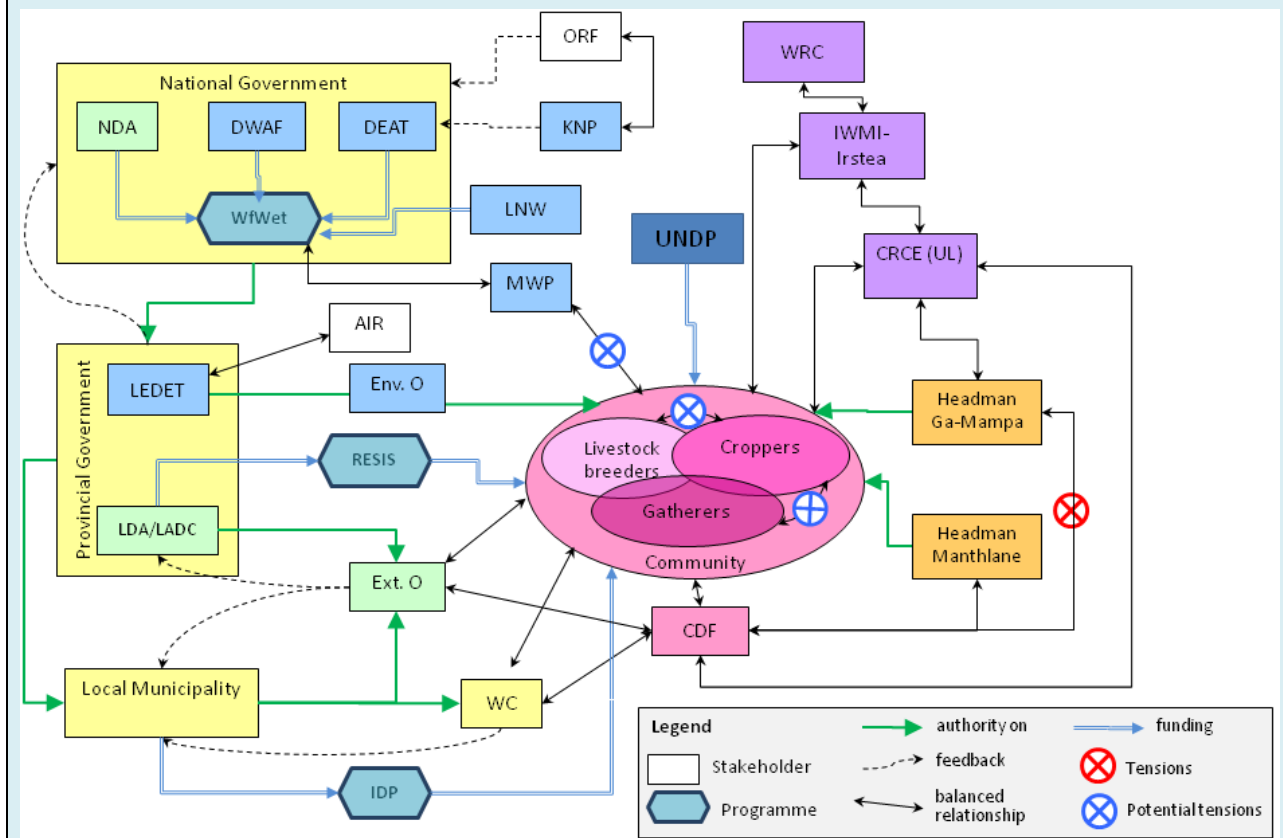 ORF
WRC
National Government
NDA
DWAF
DEAT
KNP
IWMI-
Irstea
WfWet
LNW
UNDP
CRCE (UL)
MWP
AIR
Provincial Government
LEDET
Env. O
Headman
Ga-Mampa
Livestock
breeders
Croppers
RESIS
Gatherers
Headman
Manthlane
LDA/LADC
Community
Ext. O
CDF
Local Municipality
WC
IDP
Legend
authority on
funding
Stakeholder
feedback
Tensions
Programme
balanced
relationship
Potential tensions